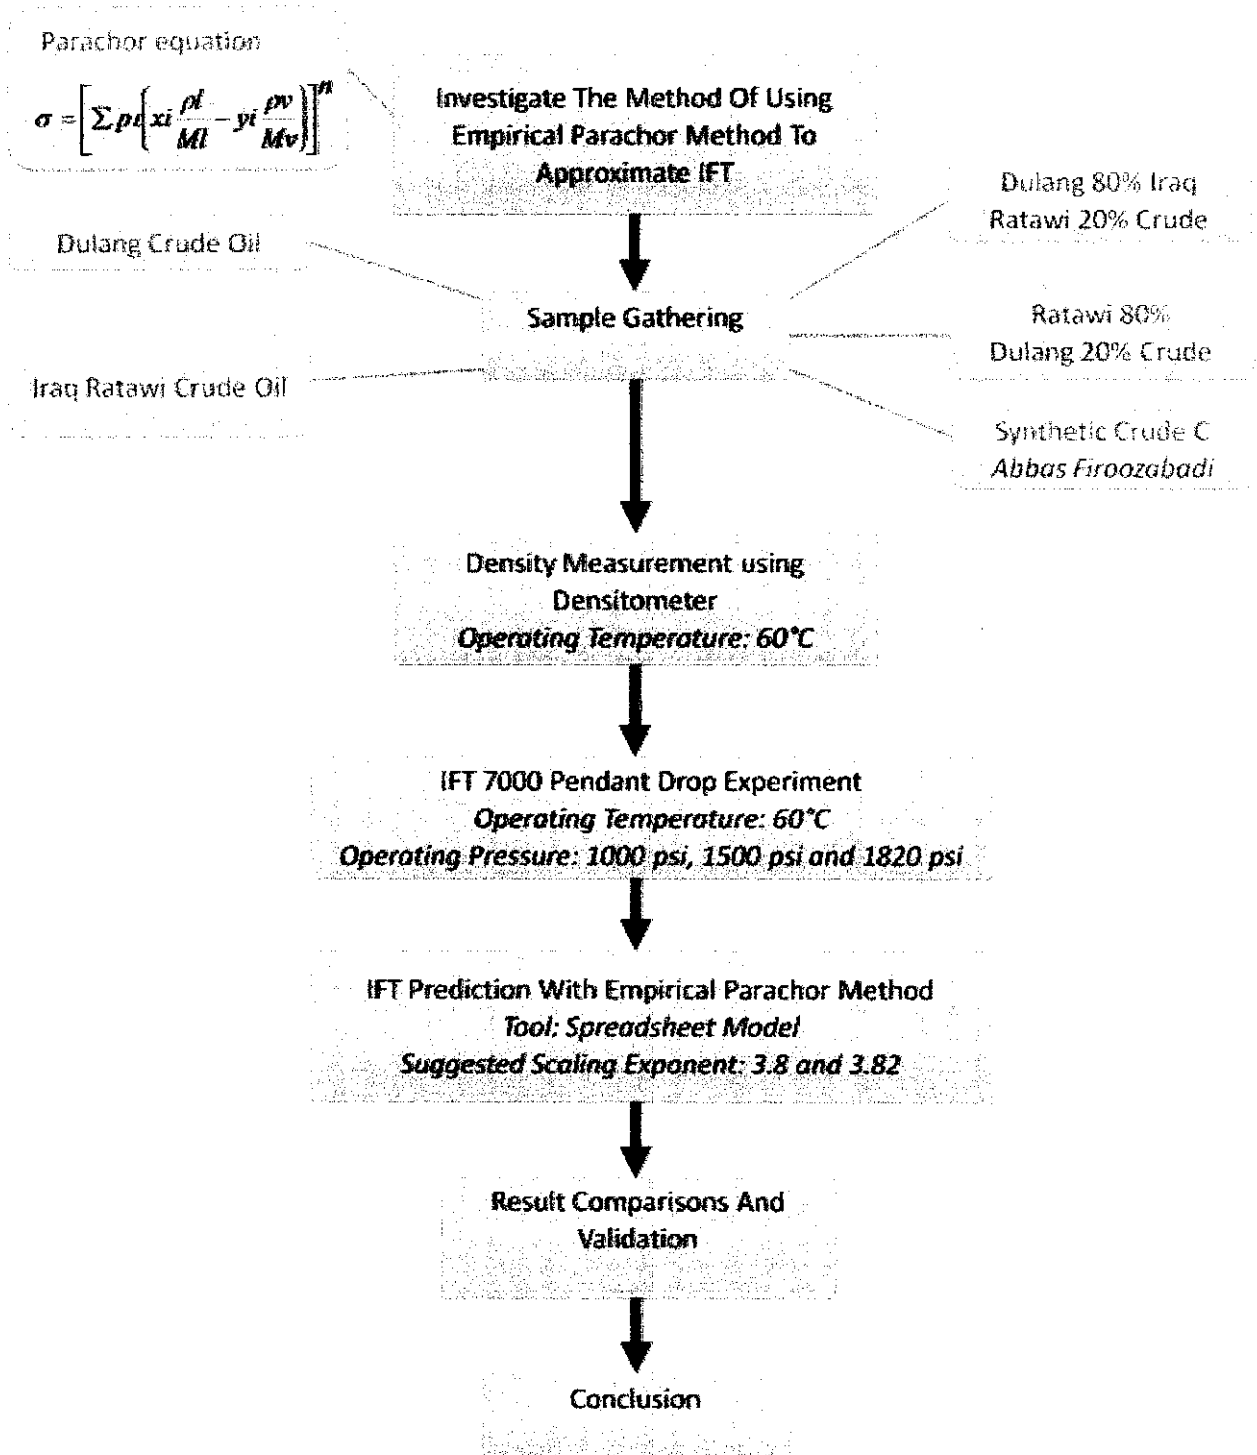 Parachor equation
σ = [∑ pi{xi ρl/Ml − yi ρv/Mv}]^n
Investigate The Method Of Using
Empirical Parachor Method To
Approximate IFT
Dulang Crude Oil
Iraq Ratawi Crude Oil
Sample Gathering
Dulang 80% Iraq
Ratawi 20% Crude
Ratawi 80%
Dulang 20% Crude
Synthetic Crude C
Abbas Firoozabadi
Density Measurement using
Densitometer
Operating Temperature: 60°C
IFT 7000 Pendant Drop Experiment
Operating Temperature: 60°C
Operating Pressure: 1000 psi, 1500 psi and 1820 psi
IFT Prediction With Empirical Parachor Method
Tool: Spreadsheet Model
Suggested Scaling Exponent: 3.8 and 3.82
Result Comparisons And
Validation
Conclusion